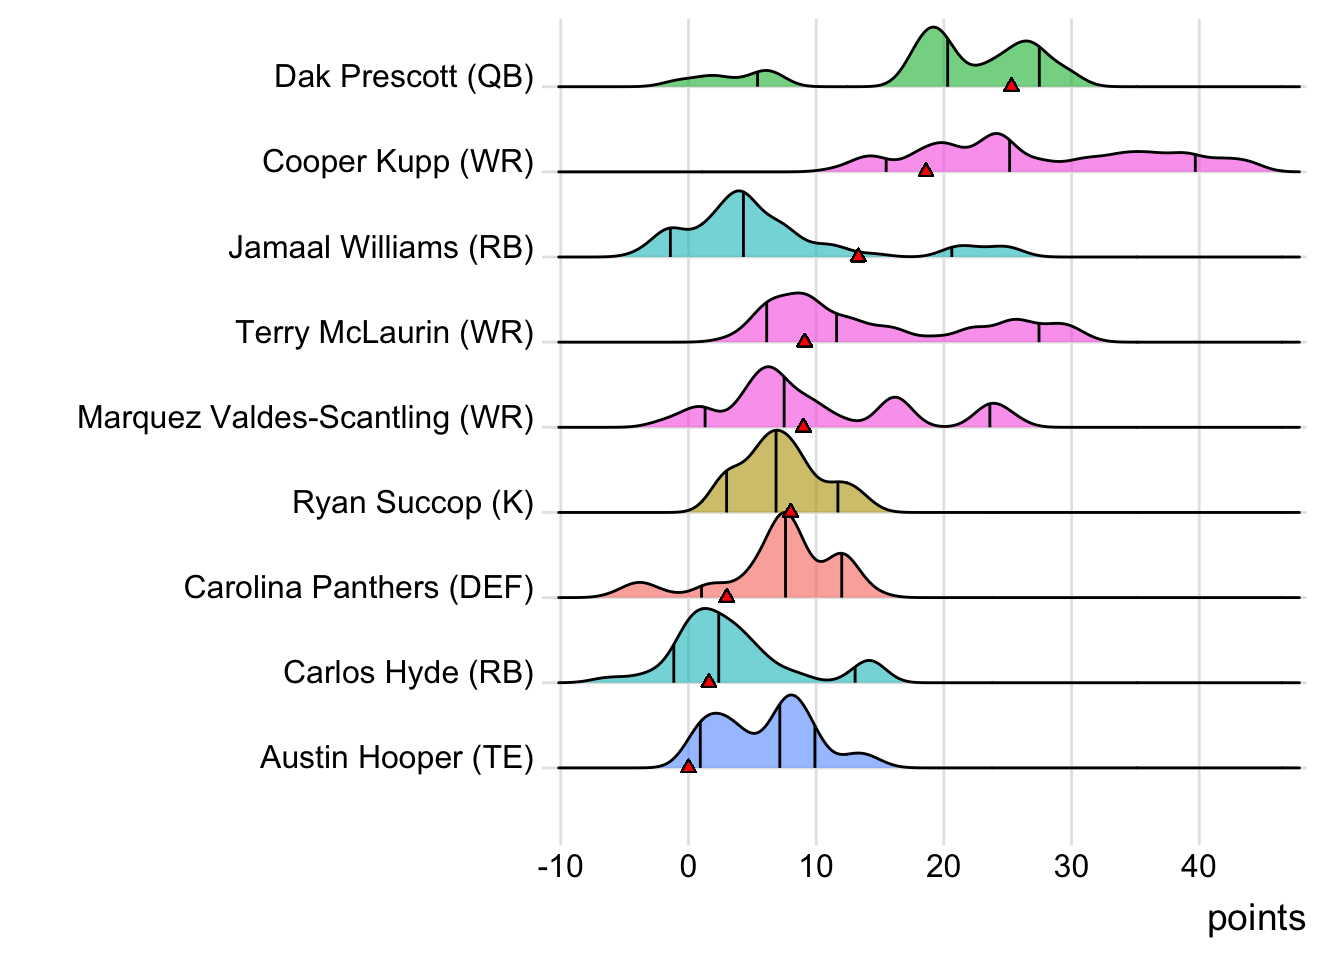 Dak Prescott (QB)
Cooper Kupp (WR)
Jamaal Williams (RB)
Terry McLaurin (WR)
Marquez Valdes-Scantling (WR)
Ryan Succop (K)
Carolina Panthers (DEF)
Carlos Hyde (RB)
Austin Hooper (TE)
-10 0 10 20 30 40
points